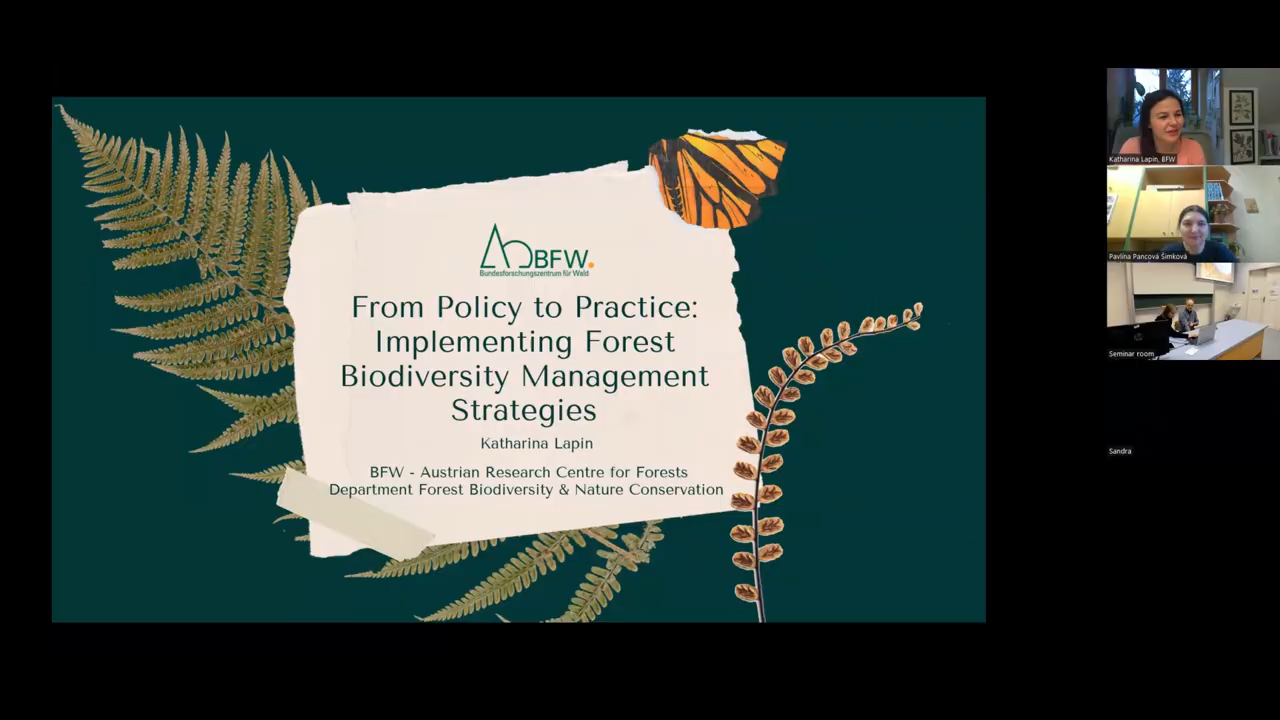 BFW.
Bundesforschungszentrum für Wald
From Policy to Practice:
Implementing Forest
Biodiversity Management
Strategies
Katharina Lapin
BFW - Austrian Research Centre for Forests
Department Forest Biodiversity & Nature Conservation
Katharina Lapin, BFW
Pavlína Pancová Šimková
Seminar room
Sandra